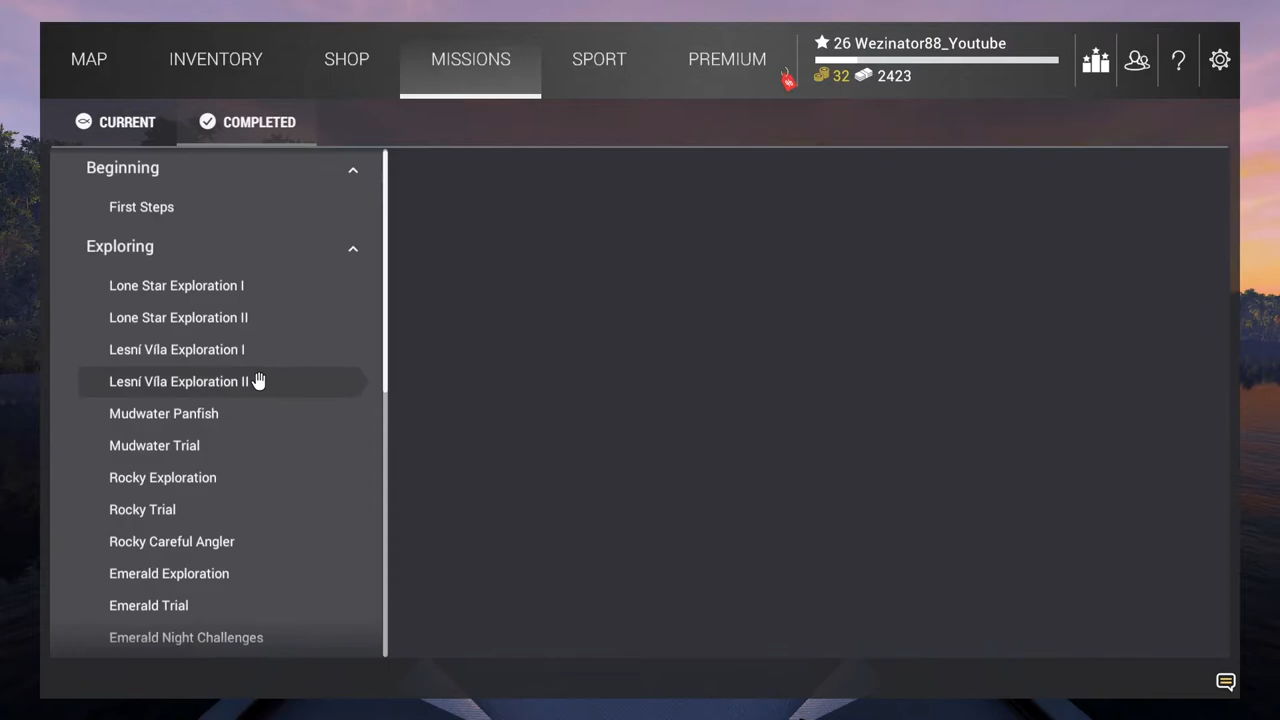 MAP INVENTORY SHOP MISSIONS SPORT PREMIUM
26 Wezinator88_Youtube
32 2423
CURRENT COMPLETED
Beginning
First Steps
Exploring
Lone Star Exploration I
Lone Star Exploration II
Lesní Víla Exploration I
Lesní Víla Exploration II
Mudwater Panfish
Mudwater Trial
Rocky Exploration
Rocky Trial
Rocky Careful Angler
Emerald Exploration
Emerald Trial
Emerald Night Challenges